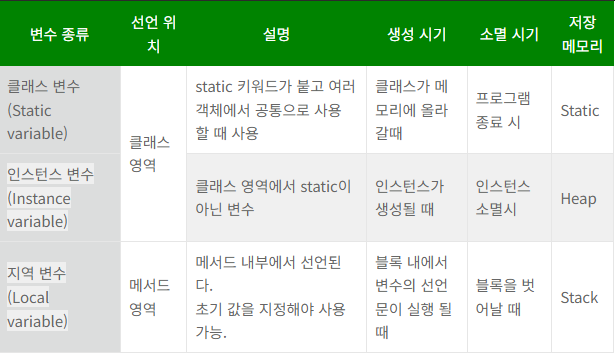 변수 종류
선언 위
치
설명
생성 시기
소멸 시기
저장
메모리
클래스 변수
(Static
variable)
클래스
영역
static 키워드가 붙고 여러
객체에서 공통으로 사용
할 때 사용
클래스가 메
모리에 올라
갈때
프로그램
종료 시
Static
인스턴스 변수
(Instance
variable)
클래스 영역에서 static이
아닌 변수
인스턴스가
생성될 때
인스턴스
소멸시
Heap
지역 변수
(Local
variable)
메서드
영역
메서드 내부에서 선언된
다.
초기 값을 지정해야 사용
가능.
블록 내에서
변수의 선언
문이 실행 될
때
블록을 벗
어날 때
Stack